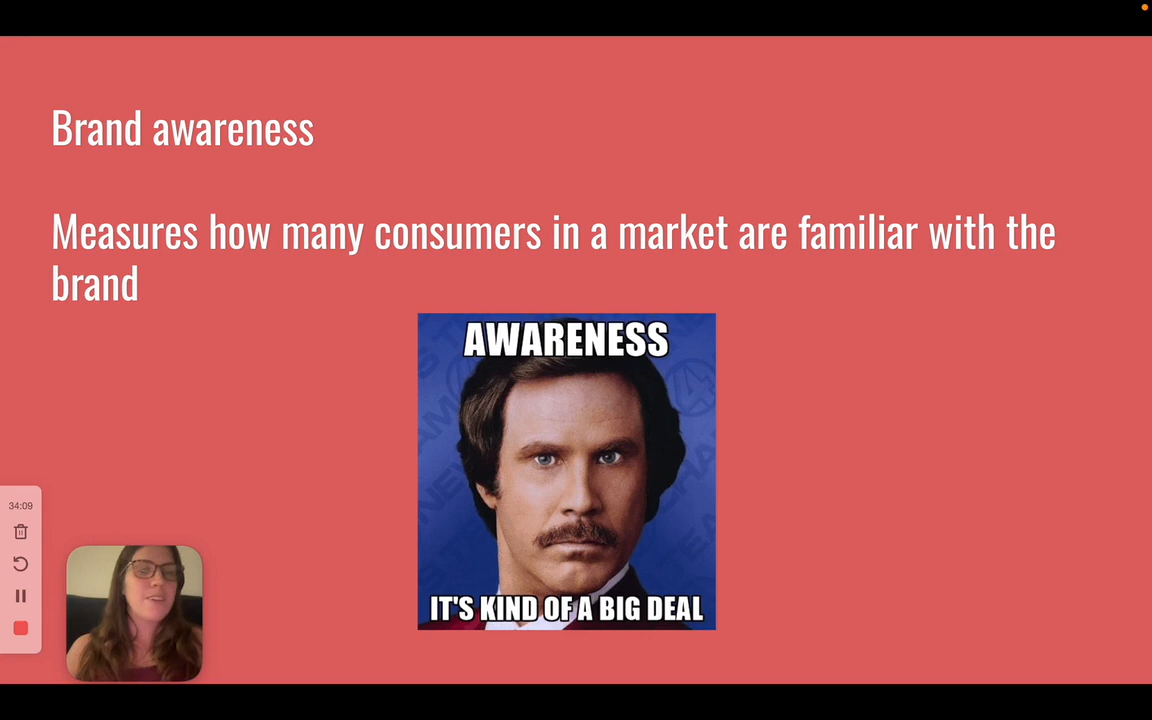 Brand awareness
Measures how many consumers in a market are familiar with the
brand
AWARENESS
IT'S KIND OF A BIG DEAL
34:09